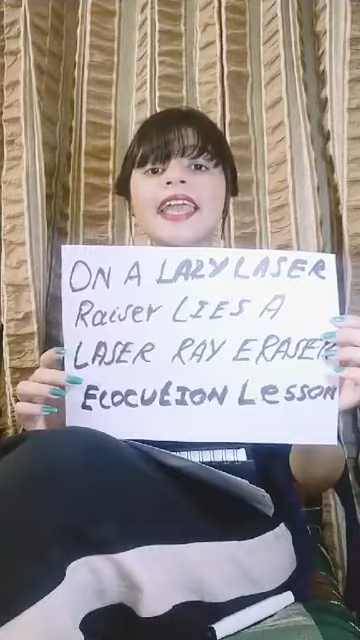 ON A LAZY LASER
Raiser LIES A
LASER RAY ERASER
ELOCUtION LeSSON